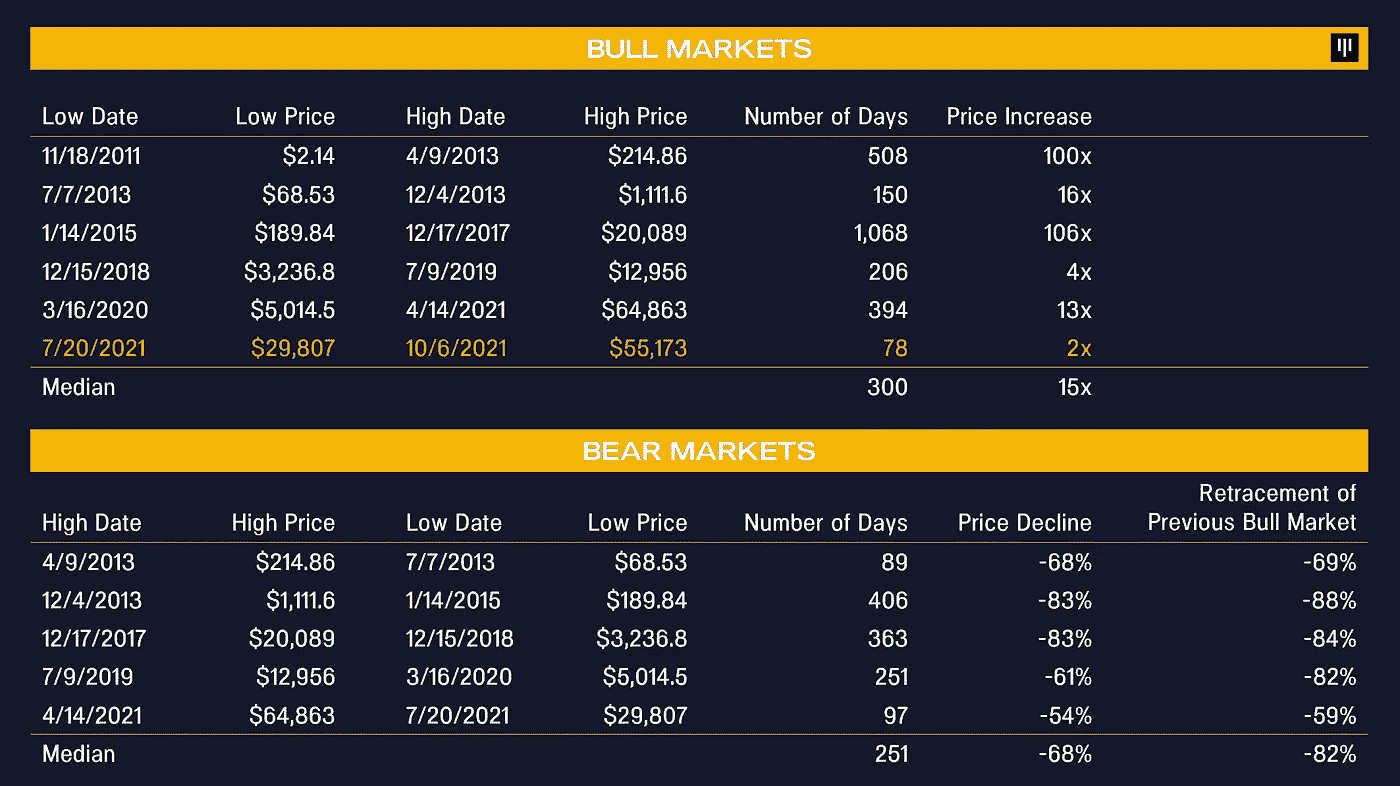 BULL MARKETS
Low Date Low Price High Date High Price Number of Days Price Increase
11/18/2011 $2.14 4/9/2013 $214.86 508 100x
7/7/2013 $68.53 12/4/2013 $1,111.6 150 16x
1/14/2015 $189.84 12/17/2017 $20,089 1,068 106x
12/15/2018 $3,236.8 7/9/2019 $12,956 206 4x
3/16/2020 $5,014.5 4/14/2021 $64,863 394 13x
7/20/2021 $29,807 10/6/2021 $55,173 78 2x
Median 300 15x
BEAR MARKETS
Retracement of
High Date High Price Low Date Low Price Number of Days Price Decline Previous Bull Market
4/9/2013 $214.86 7/7/2013 $68.53 89 -68% -69%
12/4/2013 $1,111.6 1/14/2015 $189.84 406 -83% -88%
12/17/2017 $20,089 12/15/2018 $3,236.8 363 -83% -84%
7/9/2019 $12,956 3/16/2020 $5,014.5 251 -61% -82%
4/14/2021 $64,863 7/20/2021 $29,807 97 -54% -59%
Median 251 -68% -82%